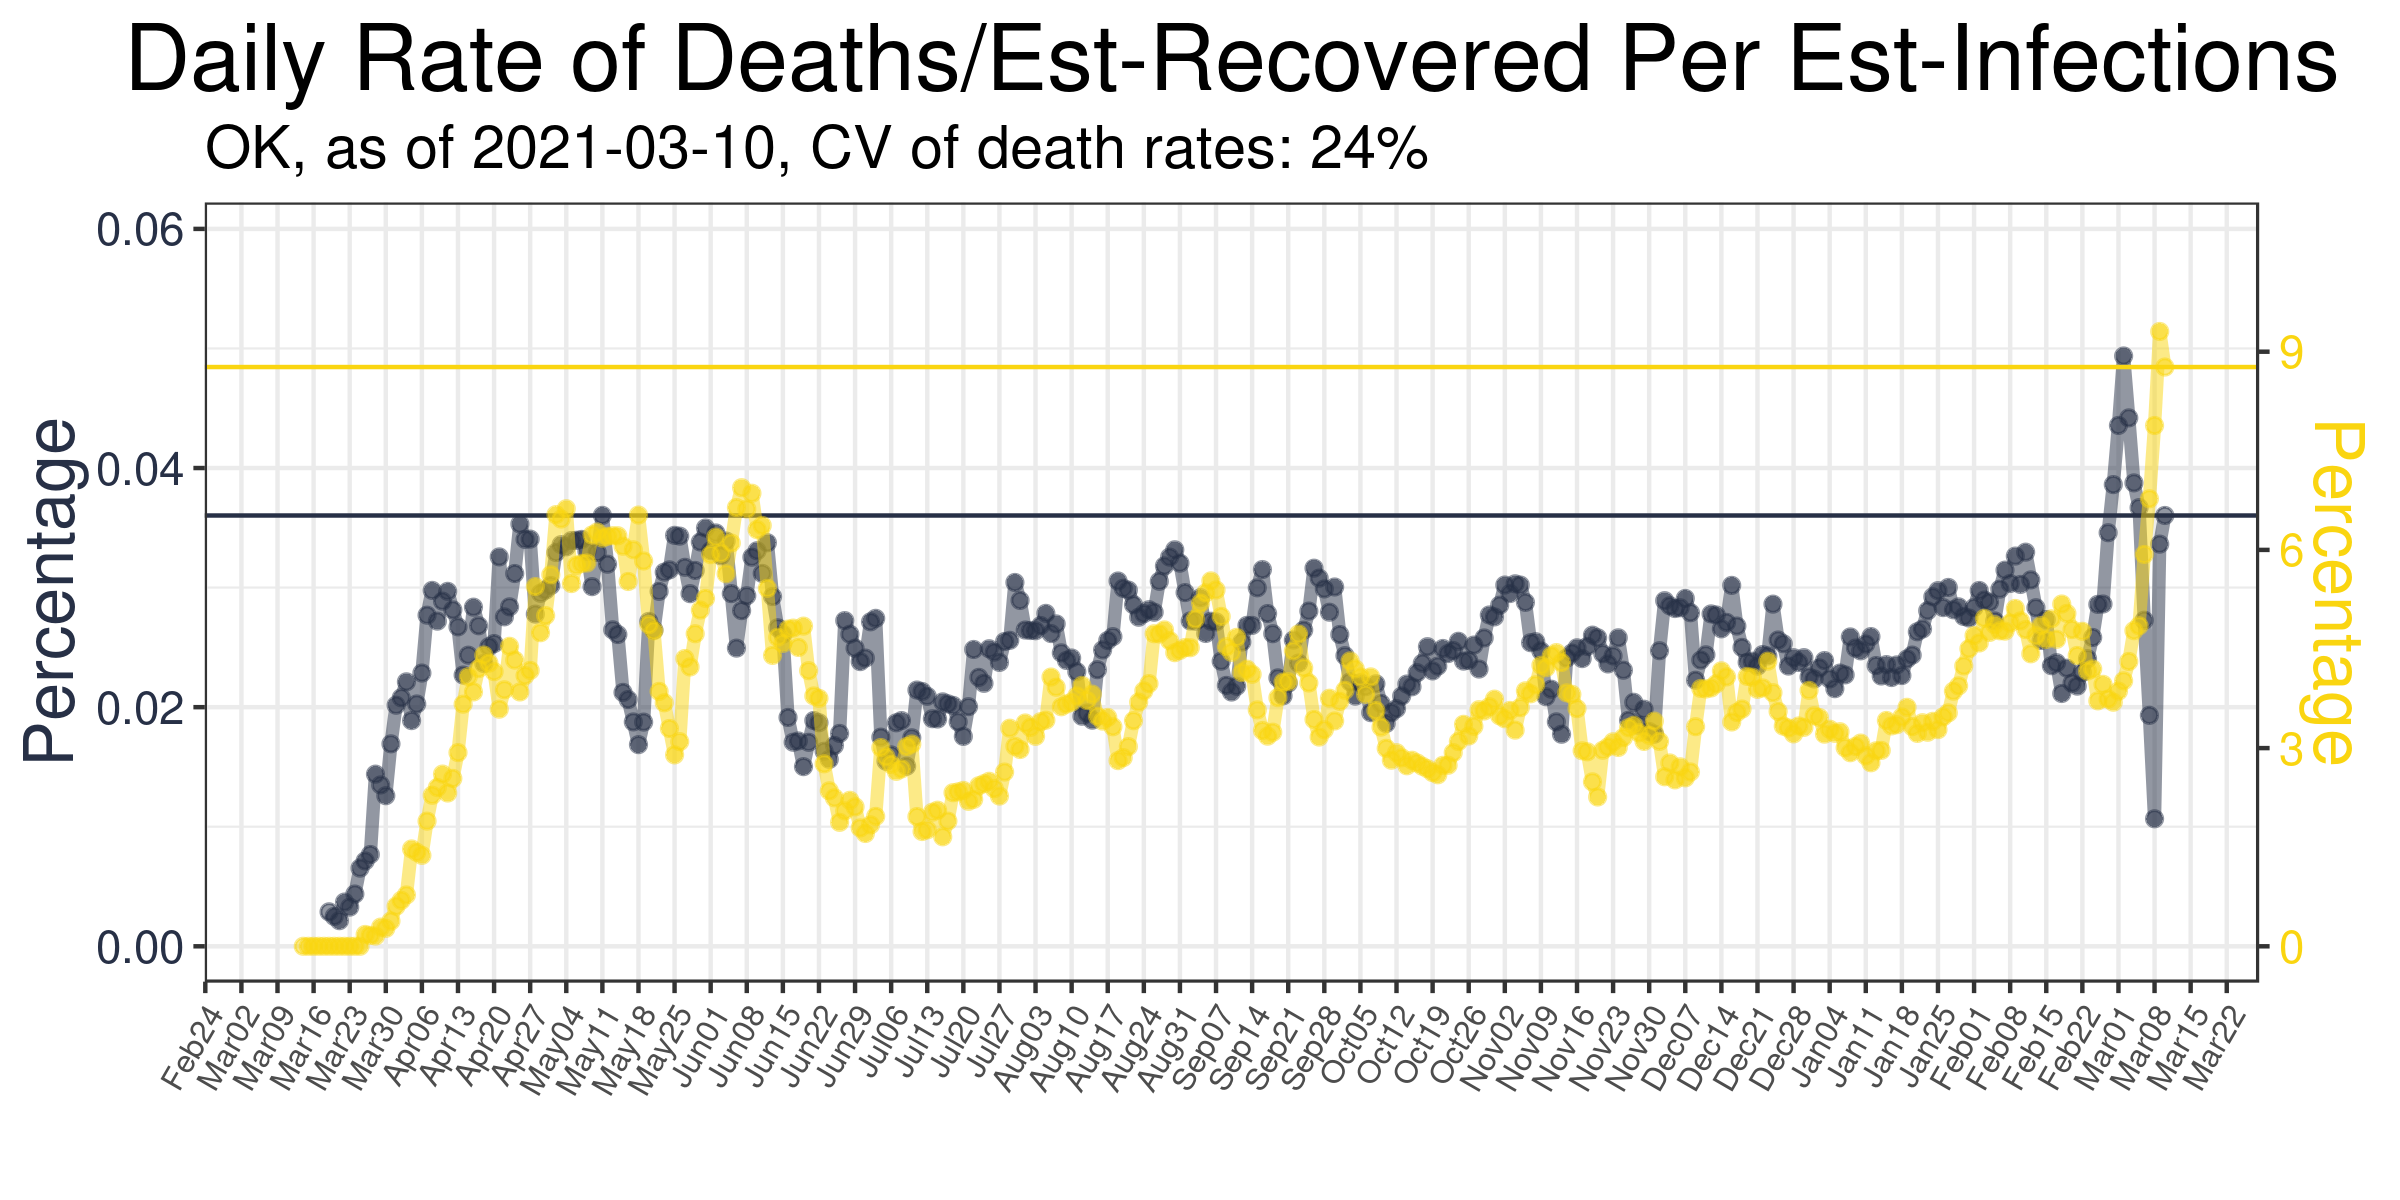 Daily Rate of Deaths/Est-Recovered Per Est-Infections
OK, as of 2021-03-10, CV of death rates: 24%
Percentage
0.06
0.04
0.02
0.00
9
6
3
0
Percentage
Feb24
Mar02
Mar09
Mar16
Mar23
Mar30
Apr06
Apr13
Apr20
Apr27
May04
May11
May18
May25
Jun01
Jun08
Jun15
Jun22
Jun29
Jul06
Jul13
Jul20
Jul27
Aug03
Aug10
Aug17
Aug24
Aug31
Sep07
Sep14
Sep21
Sep28
Oct05
Oct12
Oct19
Oct26
Nov02
Nov09
Nov16
Nov23
Nov30
Dec07
Dec14
Dec21
Dec28
Jan04
Jan11
Jan18
Jan25
Feb01
Feb08
Feb15
Feb22
Mar01
Mar08
Mar15
Mar22